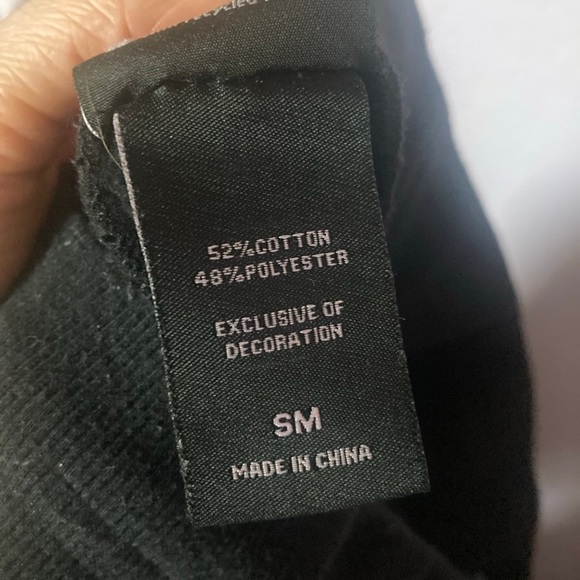 52%COTTON
48%POLYESTER
EXCLUSIVE OF
DECORATION
SM
MADE IN CHINA